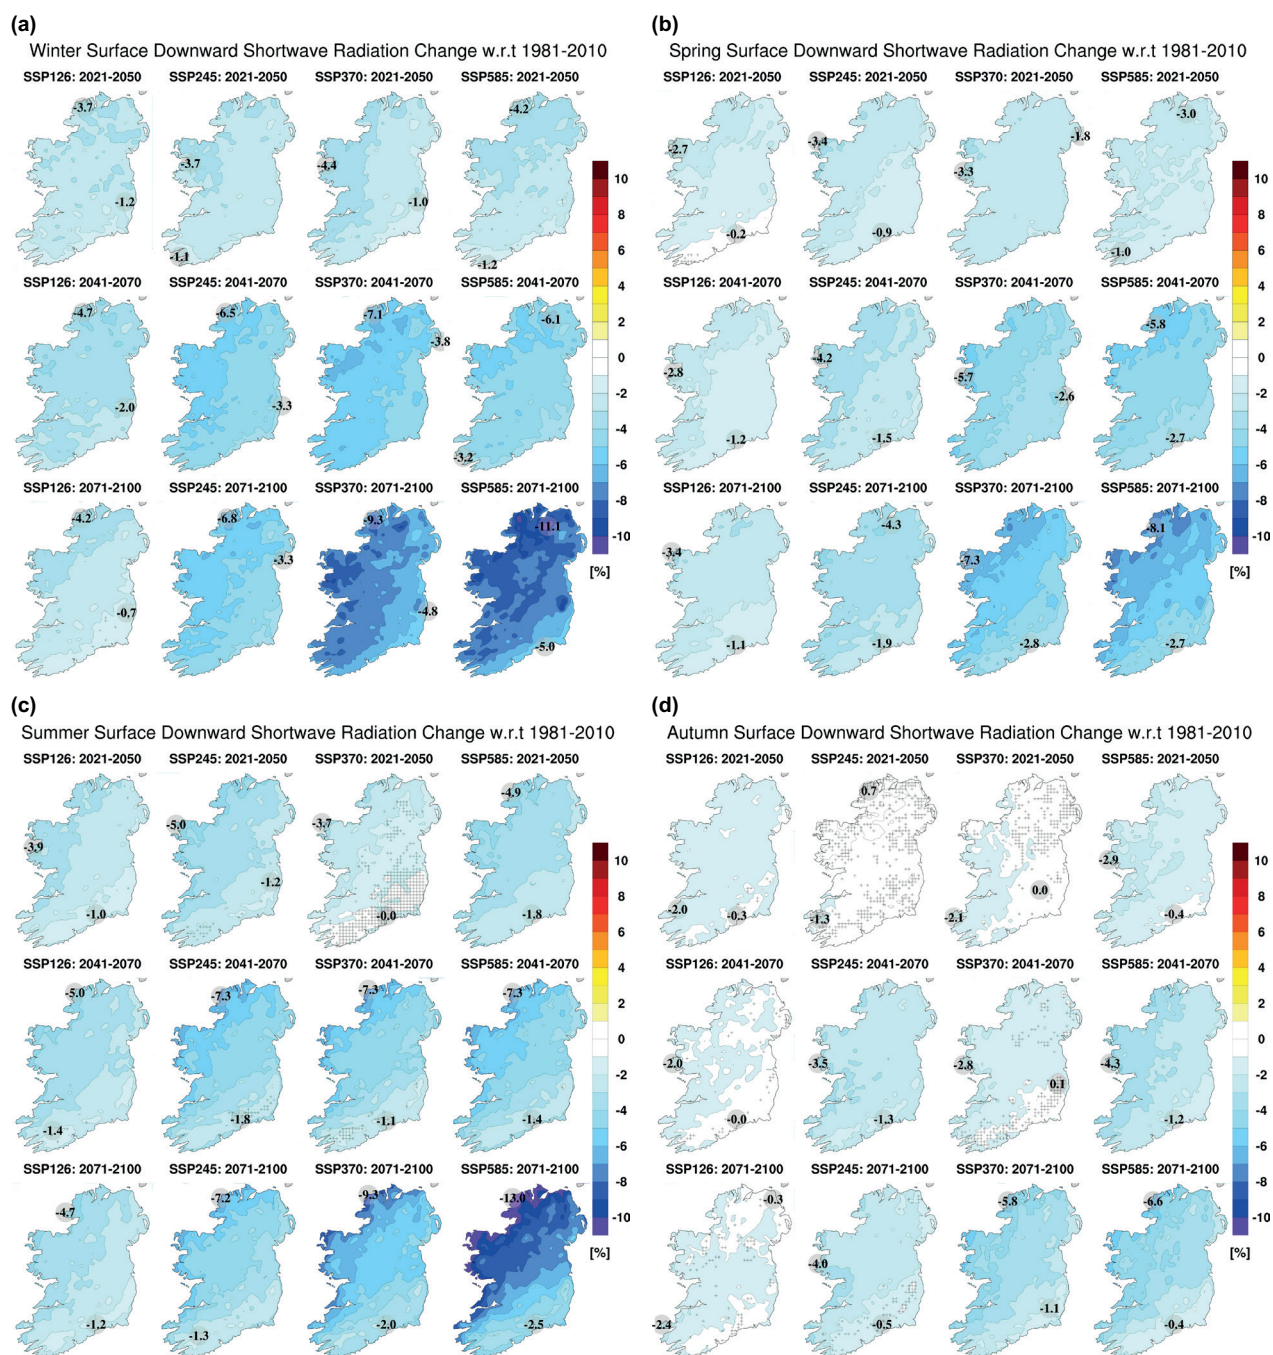 (a)
Winter Surface Downward Shortwave Radiation Change w.r.t 1981-2010
SSP126: 2021-2050 SSP245: 2021-2050 SSP370: 2021-2050 SSP585: 2021-2050
-3.7 -1.2 -3.7 -1.1 -4.4 -1.0 -4.2 -1.2
SSP126: 2041-2070 SSP245: 2041-2070 SSP370: 2041-2070 SSP585: 2041-2070
-4.7 -2.0 -6.5 -3.3 -7.1 -3.8 -6.1 -3.2
SSP126: 2071-2100 SSP245: 2071-2100 SSP370: 2071-2100 SSP585: 2071-2100
-4.2 -0.7 -6.8 -3.3 -9.3 -4.8 -11.1 -5.0
10
8
6
4
2
0
-2
-4
-6
-8
-10
[%]
(b)
Spring Surface Downward Shortwave Radiation Change w.r.t 1981-2010
SSP126: 2021-2050 SSP245: 2021-2050 SSP370: 2021-2050 SSP585: 2021-2050
-2.7 -0.2 -3.4 -0.9 -3.3 -1.8 -3.0 -1.0
SSP126: 2041-2070 SSP245: 2041-2070 SSP370: 2041-2070 SSP585: 2041-2070
-2.8 -1.2 -4.2 -1.5 -5.7 -2.6 -5.8 -2.7
SSP126: 2071-2100 SSP245: 2071-2100 SSP370: 2071-2100 SSP585: 2071-2100
-3.4 -1.1 -4.3 -1.9 -7.3 -2.8 -8.1 -2.7
10
8
6
4
2
0
-2
-4
-6
-8
-10
[%]
(c)
Summer Surface Downward Shortwave Radiation Change w.r.t 1981-2010
SSP126: 2021-2050 SSP245: 2021-2050 SSP370: 2021-2050 SSP585: 2021-2050
-3.9 -1.0 -5.0 -1.2 -3.7 -0.0 -4.9 -1.8
SSP126: 2041-2070 SSP245: 2041-2070 SSP370: 2041-2070 SSP585: 2041-2070
-5.0 -1.4 -7.3 -1.8 -7.3 -1.1 -7.3 -1.4
SSP126: 2071-2100 SSP245: 2071-2100 SSP370: 2071-2100 SSP585: 2071-2100
-4.7 -1.2 -7.2 -1.3 -9.3 -2.0 -13.0 -2.5
10
8
6
4
2
0
-2
-4
-6
-8
-10
[%]
(d)
Autumn Surface Downward Shortwave Radiation Change w.r.t 1981-2010
SSP126: 2021-2050 SSP245: 2021-2050 SSP370: 2021-2050 SSP585: 2021-2050
-2.0 -0.3 0.7 -1.3 -2.1 0.0 -2.9 -0.4
SSP126: 2041-2070 SSP245: 2041-2070 SSP370: 2041-2070 SSP585: 2041-2070
-2.0 -0.0 -3.5 -1.3 -2.8 0.1 -4.3 -1.2
SSP126: 2071-2100 SSP245: 2071-2100 SSP370: 2071-2100 SSP585: 2071-2100
-0.3 -2.4 -4.0 -0.5 -5.8 -1.1 -6.6 -0.4
10
8
6
4
2
0
-2
-4
-6
-8
-10
[%]